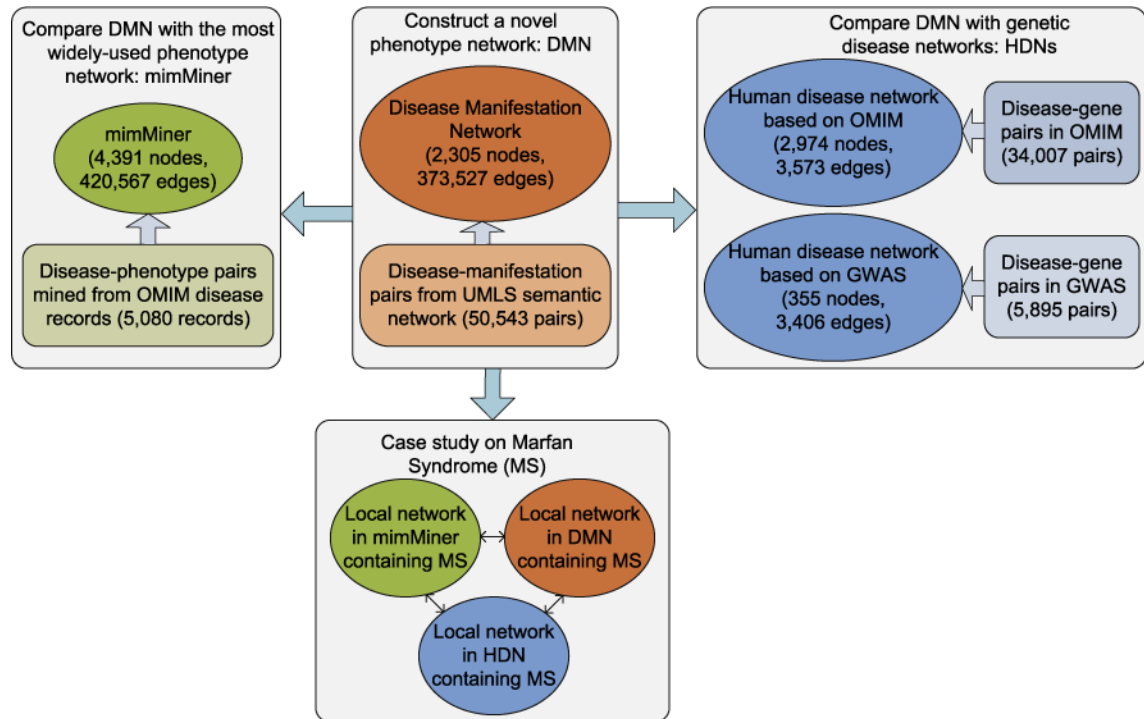 Compare DMN with the most
widely-used phenotype
network: mimMiner
mimMiner
(4,391 nodes,
420,567 edges)
Disease-phenotype pairs
mined from OMIM disease
records (5,080 records)
Construct a novel
phenotype network: DMN
Disease Manifestation
Network
(2,305 nodes,
373,527 edges)
Disease-manifestation
pairs from UMLS semantic
network (50,543 pairs)
Compare DMN with genetic
disease networks: HDNs
Human disease network
based on OMIM
(2,974 nodes,
3,573 edges)
Disease-gene
pairs in OMIM
(34,007 pairs)
Human disease network
based on GWAS
(355 nodes,
3,406 edges)
Disease-gene
pairs in GWAS
(5,895 pairs)
Case study on Marfan
Syndrome (MS)
Local network
in mimMiner
containing MS
Local network
in DMN
containing MS
Local network
in HDN
containing MS